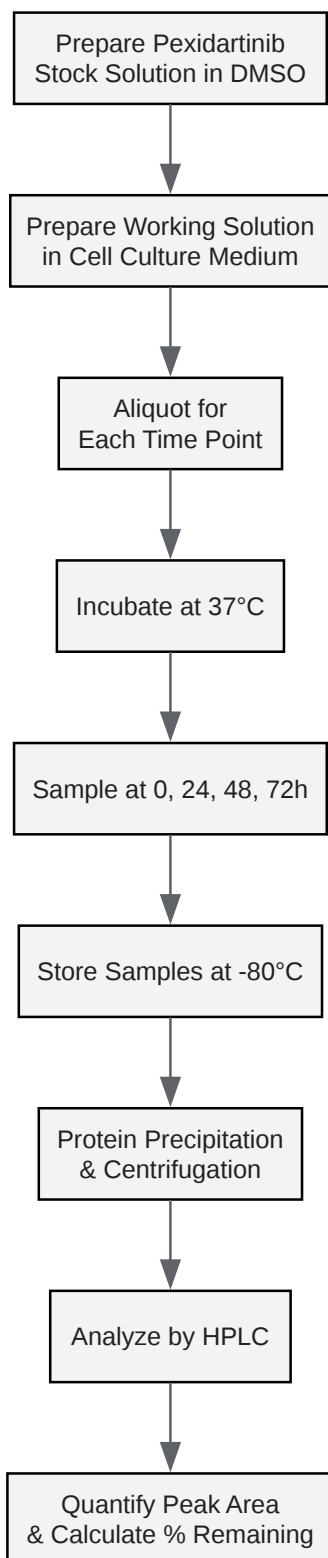 Prepare Pexidartinib
Stock Solution in DMSO
Prepare Working Solution
in Cell Culture Medium
Aliquot for
Each Time Point
Incubate at 37°C
Sample at 0, 24, 48, 72h
Store Samples at -80°C
Protein Precipitation
& Centrifugation
Analyze by HPLC
Quantify Peak Area
& Calculate % Remaining